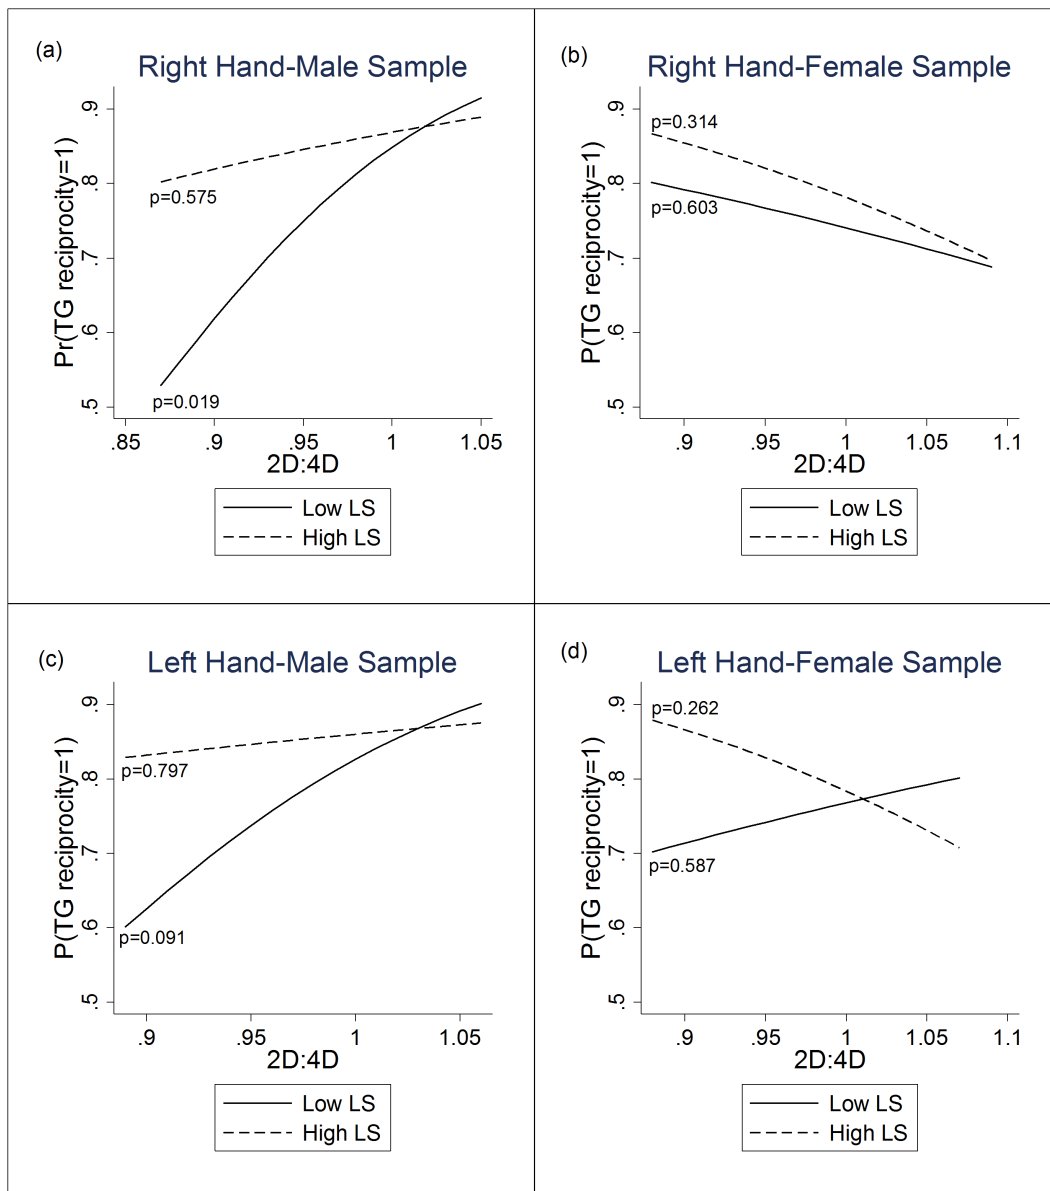 (a)
Right Hand-Male Sample
Pr(TG reciprocity=1)
.9
.8
.7
.6
.5
p=0.575
p=0.019
.85
.9
.95
1
1.05
2D:4D
Low LS
High LS
(b)
Right Hand-Female Sample
P(TG reciprocity=1)
.9
.8
.7
.6
.5
p=0.314
p=0.603
.9
.95
1
1.05
1.1
2D:4D
Low LS
High LS
(c)
Left Hand-Male Sample
P(TG reciprocity=1)
.9
.8
.7
.6
.5
p=0.797
p=0.091
.9
.95
1
1.05
2D:4D
Low LS
High LS
(d)
Left Hand-Female Sample
P(TG reciprocity=1)
.9
.8
.7
.6
.5
p=0.262
p=0.587
.9
.95
1
1.05
1.1
2D:4D
Low LS
High LS